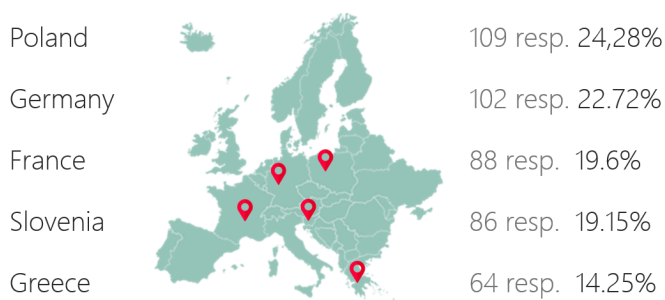 Poland 109 resp. 24,28%
Germany 102 resp. 22.72%
France 88 resp. 19.6%
Slovenia 86 resp. 19.15%
Greece 64 resp. 14.25%